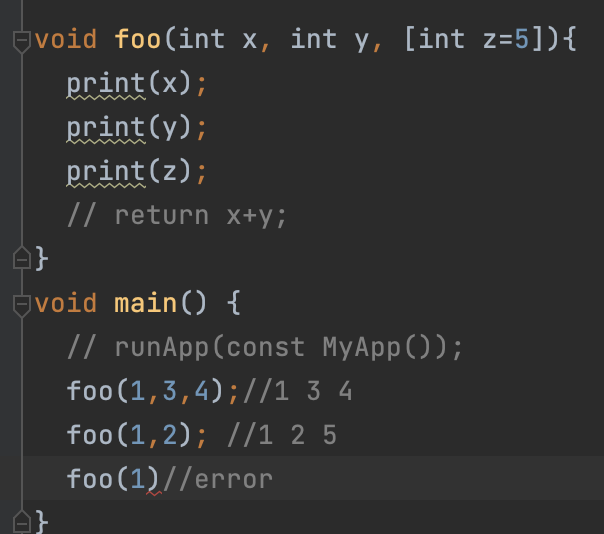 void foo(int x, int y, [int z=5]){
print(x);
print(y);
print(z);
// return x+y;
}
void main() {
// runApp(const MyApp());
foo(1,3,4);//1 3 4
foo(1,2); //1 2 5
foo(1)//error
}